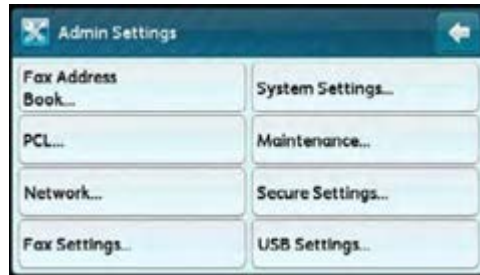 Admin Settings
Fax Address
Book...
System Settings...
PCL...
Maintenance...
Network...
Secure Settings...
Fax Settings...
USB Settings...